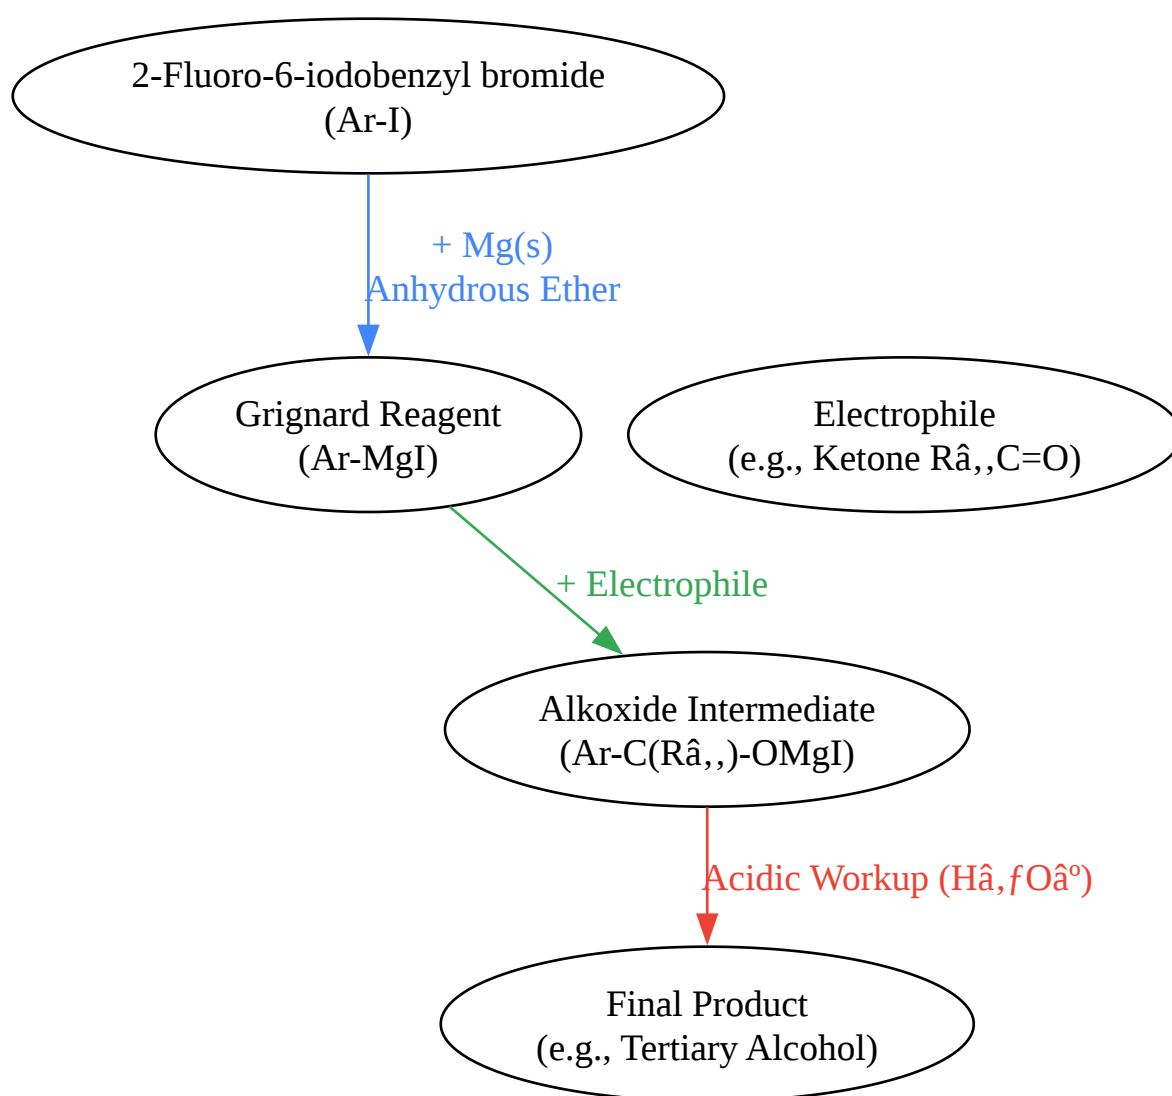 2-Fluoro-6-iodobenzyl bromide
(Ar-I)
+ Mg(s)
Anhydrous Ether
Grignard Reagent
(Ar-MgI)
Electrophile
(e.g., Ketone Râ‚‚C=O)
+ Electrophile
Alkoxide Intermediate
(Ar-C(Râ‚‚)-OMgI)
Acidic Workup (Hâ‚ƒOâº)
Final Product
(e.g., Tertiary Alcohol)